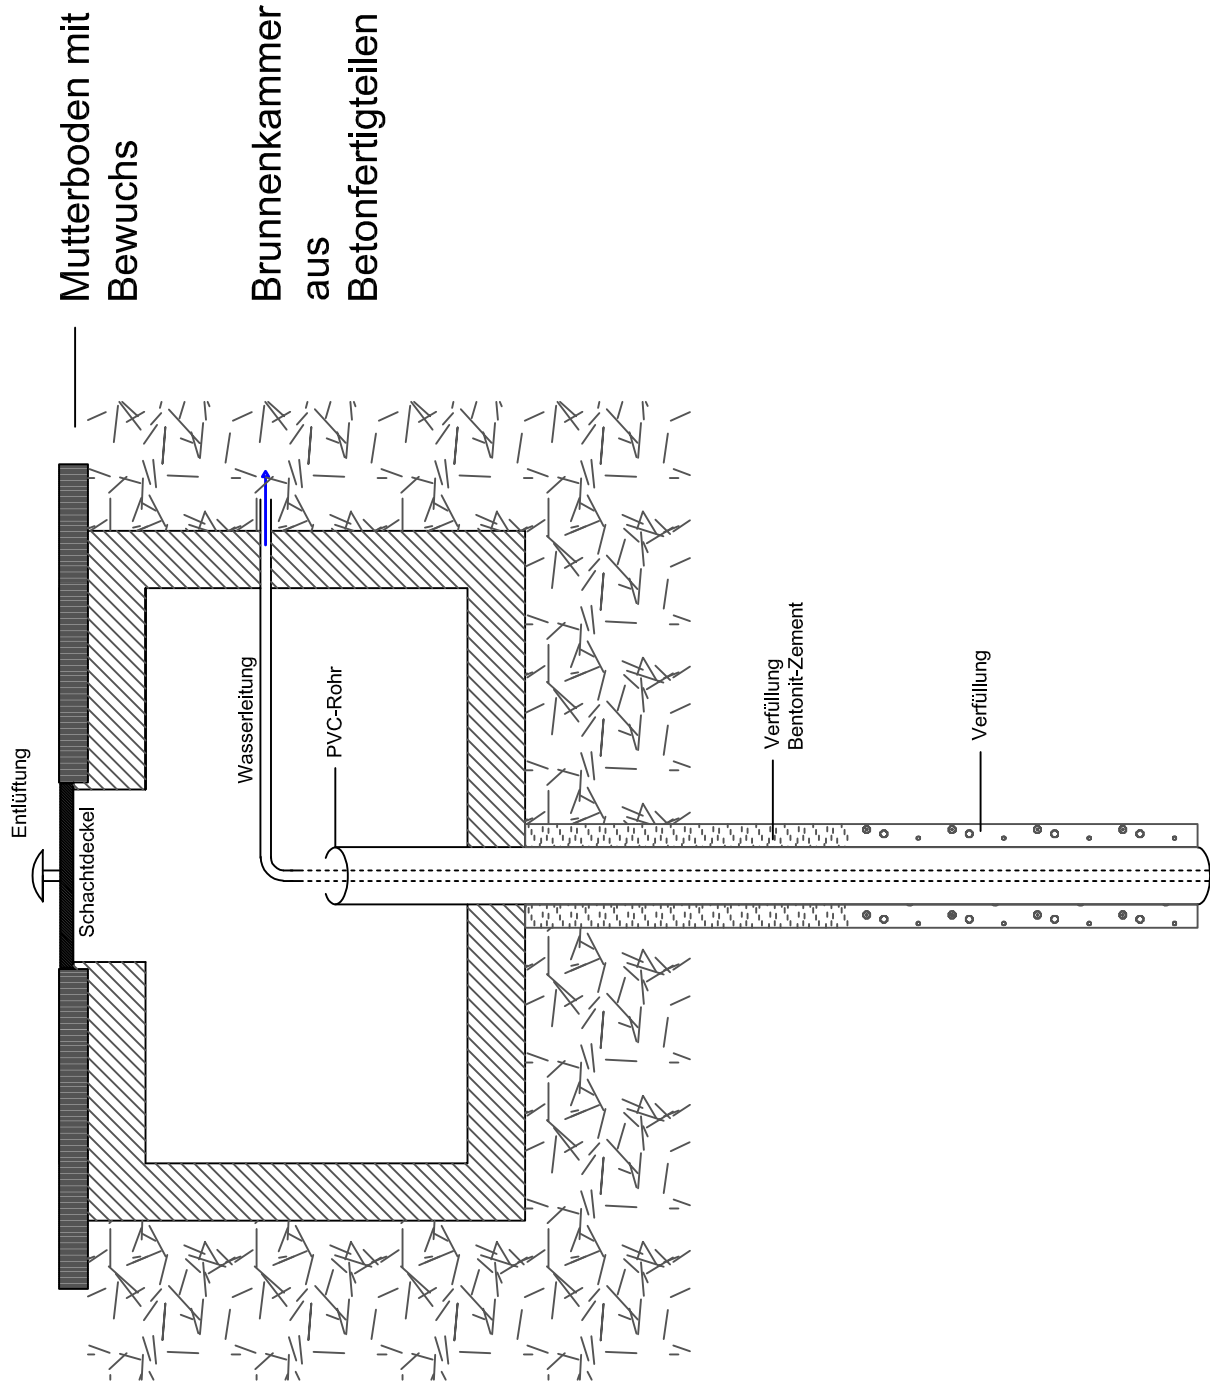 Mutterboden mit
Bewuchs
Brunnenkammer
aus
Betonfertigteilen
Entlüftung
Schachtdeckel
Wasserleitung
PVC-Rohr
Verfüllung
Bentonit-Zement
Verfüllung